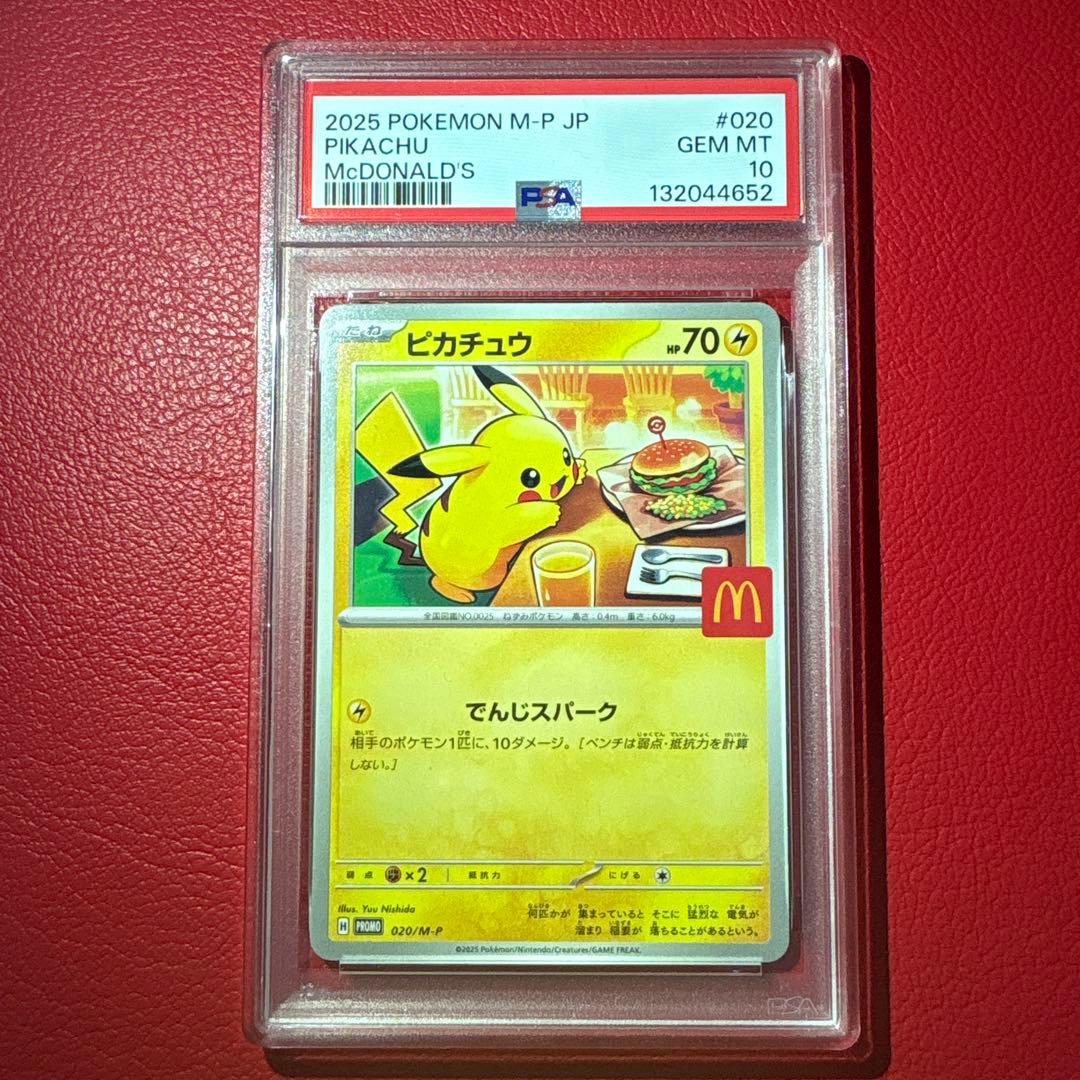 2025 POKEMON M-P JP #020
PIKACHU GEM MT
McDONALD'S 10
PSA 132044652
たね ピカチュウ HP 70
全国図鑑NO.0025 ねずみポケモン 高さ:0.4m 重さ:6.0kg
でんじスパーク
相手のポケモン1匹に、10ダメージ。[ベンチは弱点・抵抗力を計算
しない。]
弱点 ×2 抵抗力 にげる
Illus. Yuu Nishida
何匹かが 集まっていると そこに 猛烈な 電気が
溜まり 稲妻が 落ちることがあるという。
H PROMO 020/M-P
©2025 Pokémon/Nintendo/Creatures/GAME FREAK.
PSA